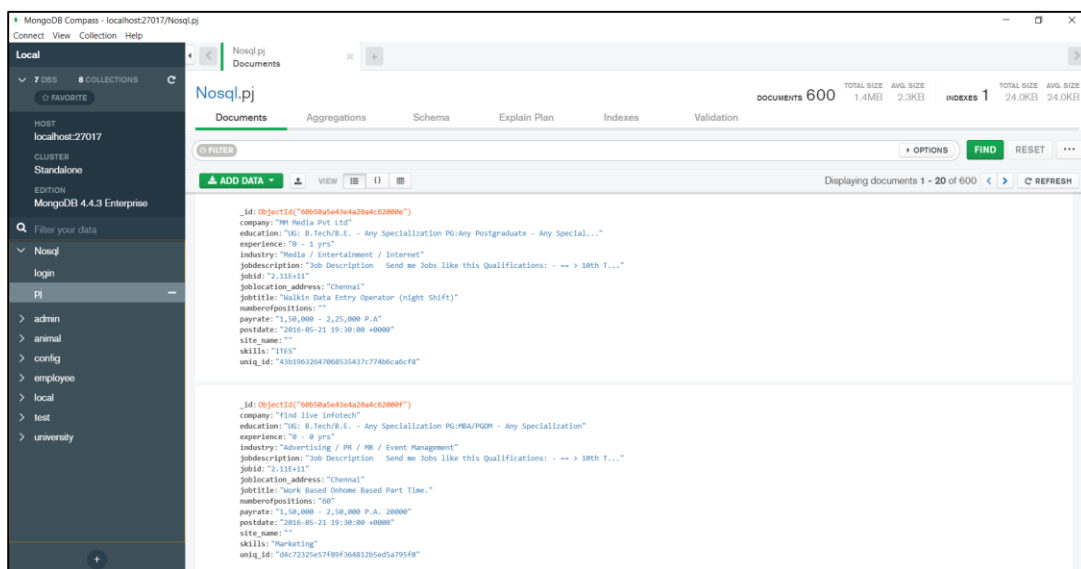 MongoDB Compass - localhost:27017/Nosql.pj
Connect View Collection Help
Local
7 DBS 8 COLLECTIONS
FAVORITE
HOST
localhost:27017
CLUSTER
Standalone
EDITION
MongoDB 4.4.3 Enterprise
Filter your data
Nosql
login
pj
admin
animal
config
employee
local
test
university
Nosql.pj
Documents
Nosql.pj
DOCUMENTS 600 TOTAL SIZE 1.4MB AVG. SIZE 2.3KB INDEXES 1 TOTAL SIZE 24.0KB AVG. SIZE 24.0KB
Documents Aggregations Schema Explain Plan Indexes Validation
FILTER OPTIONS FIND RESET
ADD DATA VIEW Displaying documents 1 - 20 of 600 REFRESH
_id: ObjectId("60b50a5e43e4a20a4c62000e")
company: "MM Media Pvt Ltd"
education: "UG: B.Tech/B.E. - Any Specialization PG:Any Postgraduate - Any Special..."
experience: "0 - 1 yrs"
industry: "Media / Entertainment / Internet"
jobdescription: "Job Description   Send me Jobs like this Qualifications: - == > 10th T..."
jobid: "2.11E+11"
joblocation_address: "Chennai"
jobtitle: "Walkin Data Entry Operator (night Shift)"
numberofpositions: ""
payrate: "1,50,000 - 2,25,000 P.A"
postdate: "2016-05-21 19:30:00 +0000"
site_name: ""
skills: "ITES"
uniq_id: "43b19632647068535437c774b6ca6cf8"
_id: ObjectId("60b50a5e43e4a20a4c62000f")
company: "find live infotech"
education: "UG: B.Tech/B.E. - Any Specialization PG:MBA/PGDM - Any Specialization"
experience: "0 - 0 yrs"
industry: "Advertising / PR / MR / Event Management"
jobdescription: "Job Description   Send me Jobs like this Qualifications: - == > 10th T..."
jobid: "2.11E+11"
joblocation_address: "Chennai"
jobtitle: "Work Based Onhome Based Part Time."
numberofpositions: "60"
payrate: "1,50,000 - 2,50,000 P.A. 20000"
postdate: "2016-05-21 19:30:00 +0000"
site_name: ""
skills: "Marketing"
uniq_id: "d4c72325e57f89f364812b5ed5a795f0"